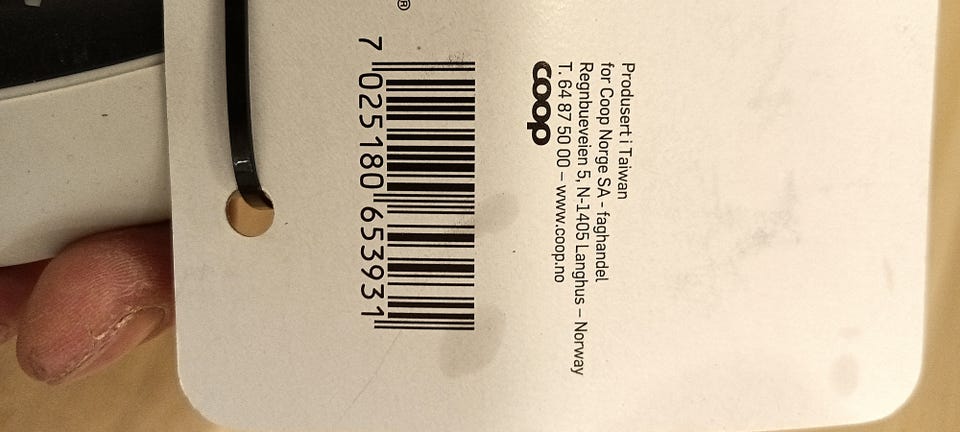 Produsert i Taiwan
for Coop Norge SA - faghandel
Regnbueveien 5, N-1405 Langhus – Norway
T. 64 87 50 00 – www.coop.no
coop
7 025180 653931
®